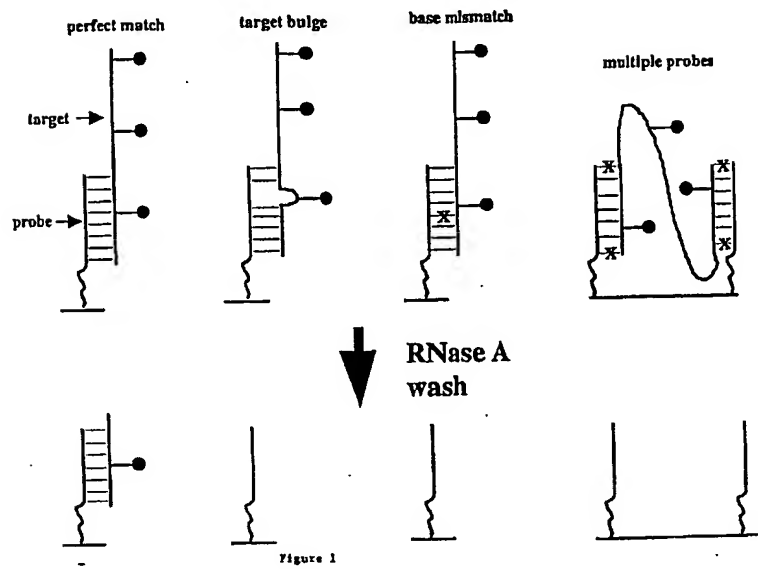 perfect match
target bulge
base mismatch
multiple probes
target
probe
X
X
X
X
X
RNase A
wash
Figure 1